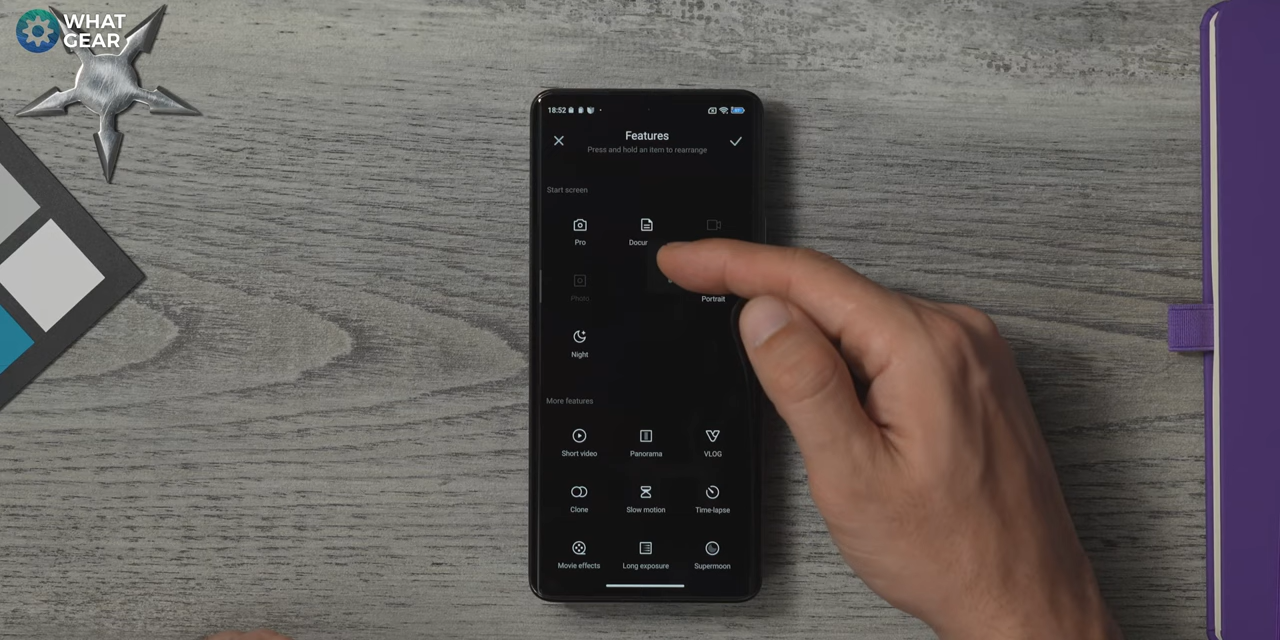 WHAT
GEAR
18:52
Features
Press and hold an item to rearrange
Start screen
Pro
Docur
Photo
Portrait
Night
More features
Short video
Panorama
VLOG
Clone
Slow motion
Time-lapse
Movie effects
Long exposure
Supermoon